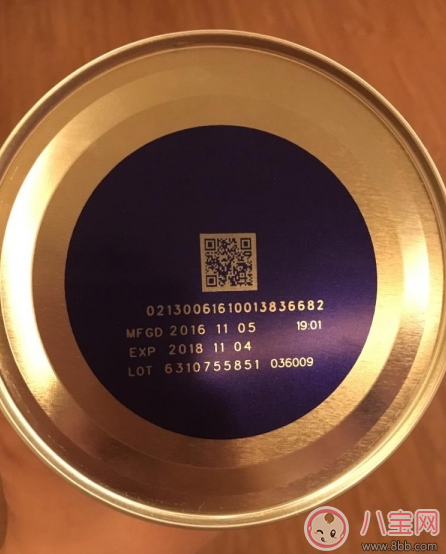 02130061610013836682
MFGD 2016 11 05 19:01
EXP 2018 11 04
LOT 6310755851 036009
八宝网
www.8bb.com